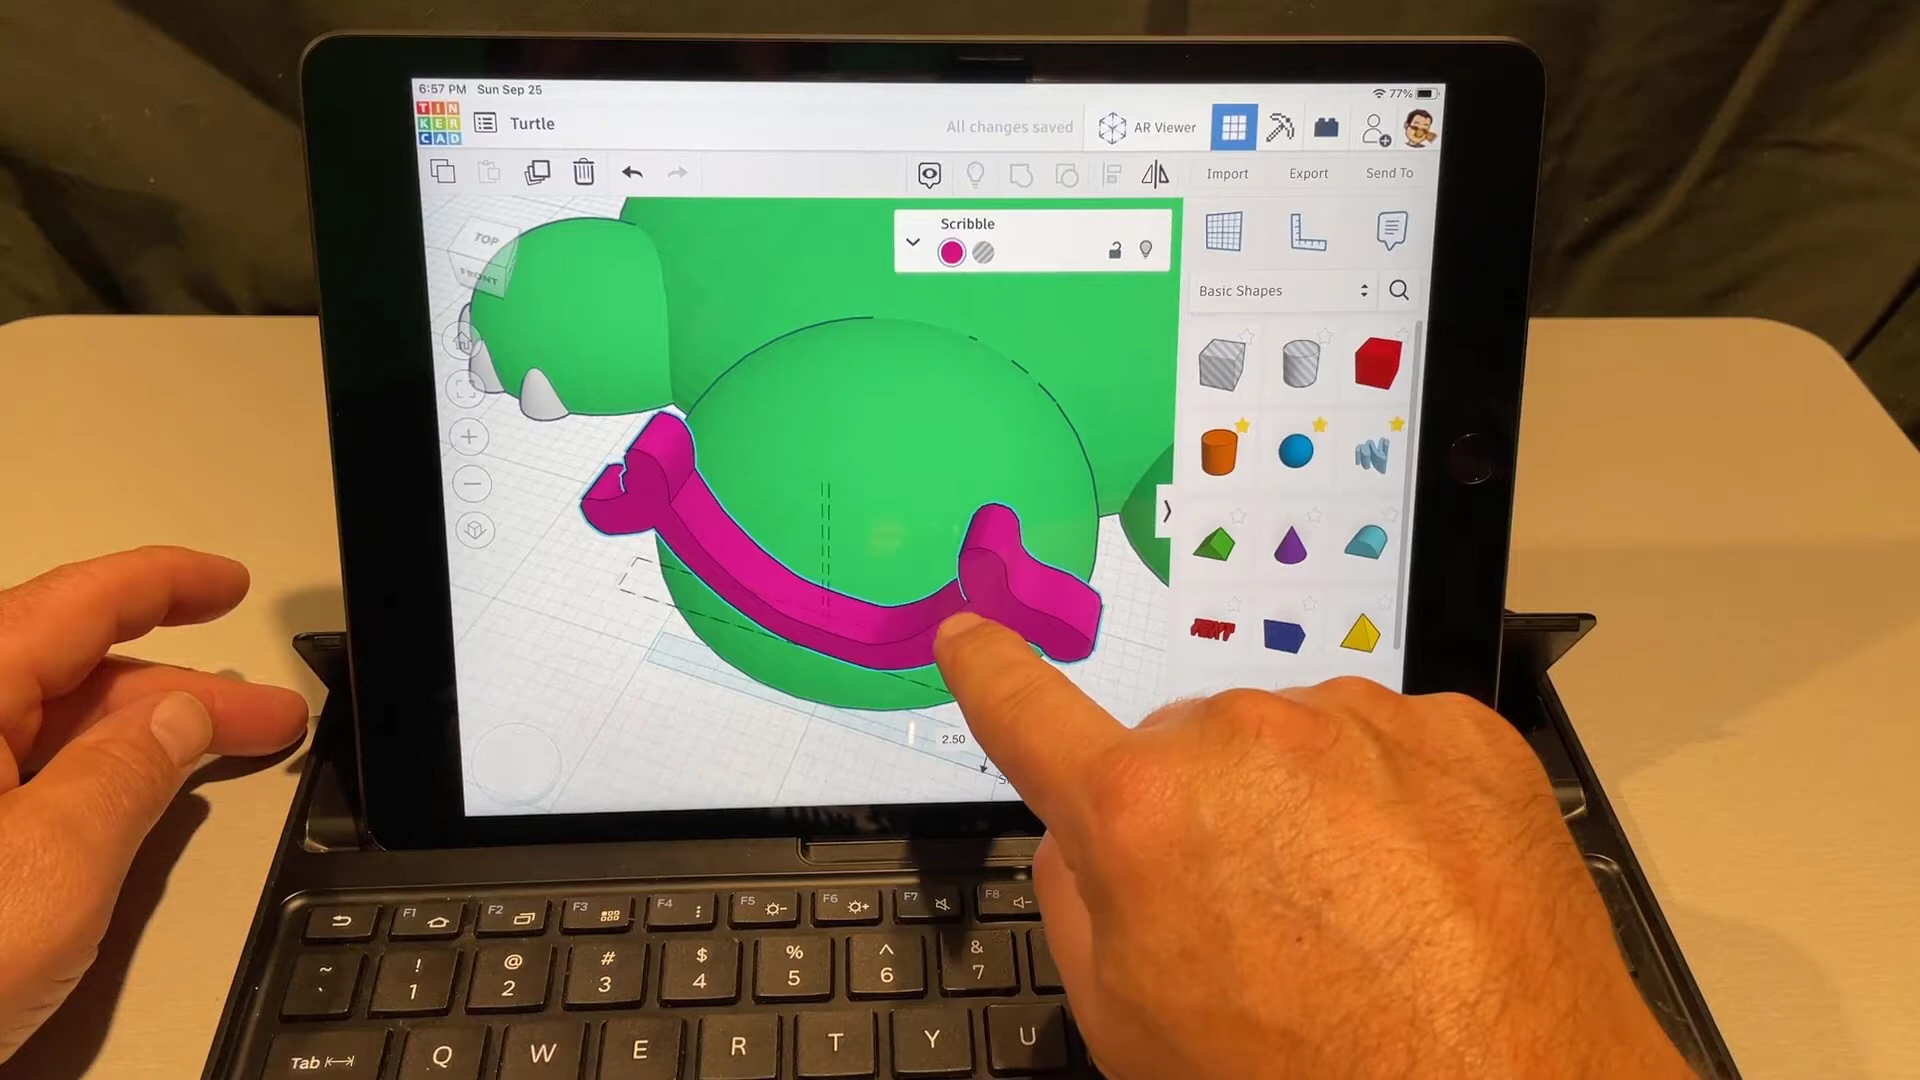 6:57 PM Sun Sep 25
77%
TIN
KER
CAD
Turtle
All changes saved
AR Viewer
Import
Export
Send To
Scribble
TOP
FRONT
Basic Shapes
TEXT
2.50
F1
F2
F3
F4
F5
F6
F7
F8
~
`
!
1
@
2
#
3
$
4
%
5
^
6
&
7
Tab
Q
W
E
R
T
Y
U